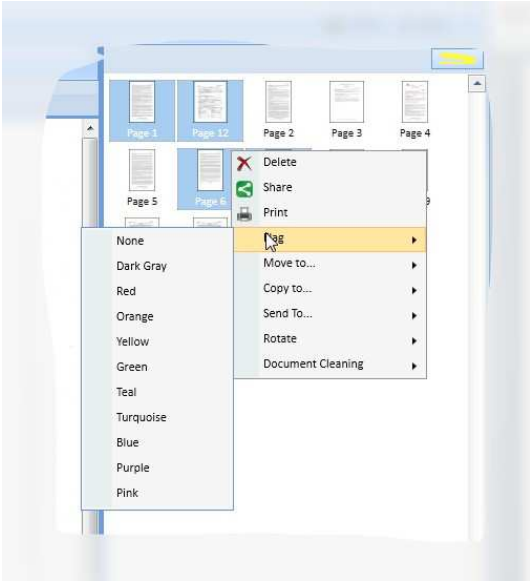 Page 1 Page 12 Page 2 Page 3 Page 4
Page 5 Page 6 9
Delete
Share
Print
Flag
Move to...
Copy to...
Send To...
Rotate
Document Cleaning
None
Dark Gray
Red
Orange
Yellow
Green
Teal
Turquoise
Blue
Purple
Pink